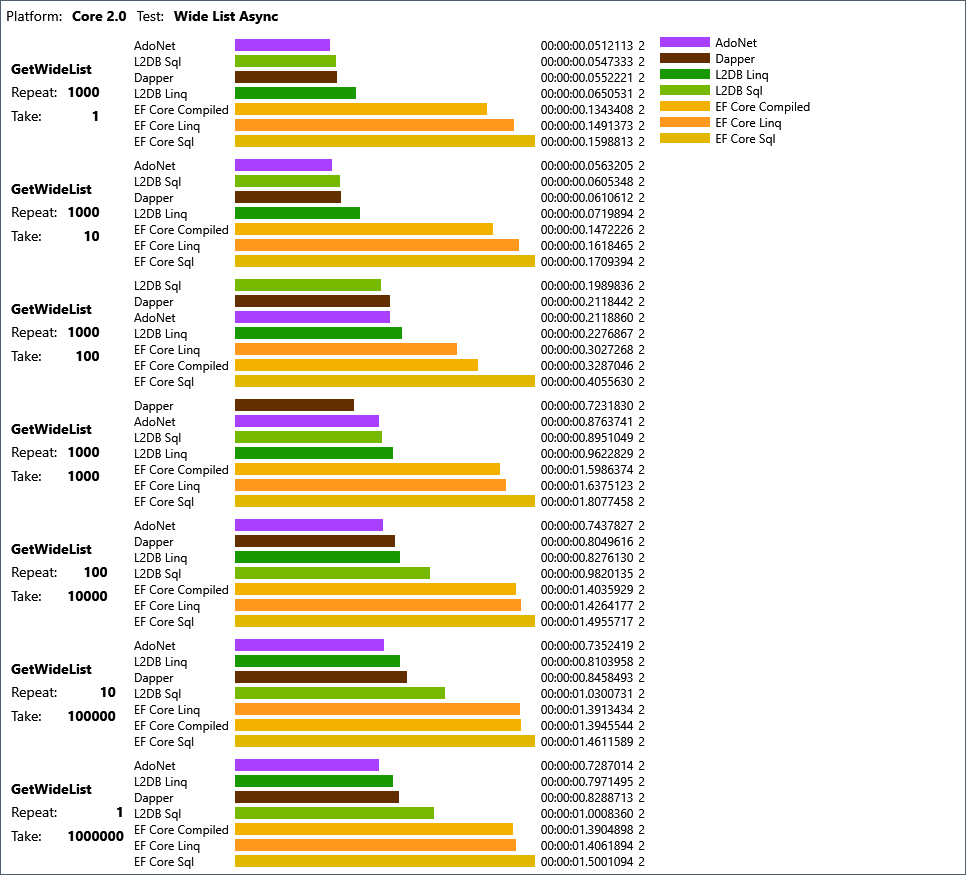 Platform: Core 2.0 Test: Wide List Async
AdoNet
Dapper
L2DB Linq
L2DB Sql
EF Core Compiled
EF Core Linq
EF Core Sql
GetWideList
Repeat: 1000
Take: 1
AdoNet 00:00:00.0512113 2
L2DB Sql 00:00:00.0547333 2
Dapper 00:00:00.0552221 2
L2DB Linq 00:00:00.0650531 2
EF Core Compiled 00:00:00.1343408 2
EF Core Linq 00:00:00.1491373 2
EF Core Sql 00:00:00.1598813 2
GetWideList
Repeat: 1000
Take: 10
AdoNet 00:00:00.0563205 2
L2DB Sql 00:00:00.0605348 2
Dapper 00:00:00.0610612 2
L2DB Linq 00:00:00.0719894 2
EF Core Compiled 00:00:00.1472226 2
EF Core Linq 00:00:00.1618465 2
EF Core Sql 00:00:00.1709394 2
GetWideList
Repeat: 1000
Take: 100
L2DB Sql 00:00:00.1989836 2
Dapper 00:00:00.2118442 2
AdoNet 00:00:00.2118860 2
L2DB Linq 00:00:00.2276867 2
EF Core Linq 00:00:00.3027268 2
EF Core Compiled 00:00:00.3287046 2
EF Core Sql 00:00:00.4055630 2
GetWideList
Repeat: 1000
Take: 1000
Dapper 00:00:00.7231830 2
AdoNet 00:00:00.8763741 2
L2DB Sql 00:00:00.8951049 2
L2DB Linq 00:00:00.9622829 2
EF Core Compiled 00:00:01.5986374 2
EF Core Linq 00:00:01.6375123 2
EF Core Sql 00:00:01.8077458 2
GetWideList
Repeat: 100
Take: 10000
AdoNet 00:00:00.7437827 2
Dapper 00:00:00.8049616 2
L2DB Linq 00:00:00.8276130 2
L2DB Sql 00:00:00.9820135 2
EF Core Compiled 00:00:01.4035929 2
EF Core Linq 00:00:01.4264177 2
EF Core Sql 00:00:01.4955717 2
GetWideList
Repeat: 10
Take: 100000
AdoNet 00:00:00.7352419 2
L2DB Linq 00:00:00.8103958 2
Dapper 00:00:00.8458493 2
L2DB Sql 00:00:01.0300731 2
EF Core Linq 00:00:01.3913434 2
EF Core Compiled 00:00:01.3945544 2
EF Core Sql 00:00:01.4611589 2
GetWideList
Repeat: 1
Take: 1000000
AdoNet 00:00:00.7287014 2
L2DB Linq 00:00:00.7971495 2
Dapper 00:00:00.8288713 2
L2DB Sql 00:00:01.0008360 2
EF Core Compiled 00:00:01.3904898 2
EF Core Linq 00:00:01.4061894 2
EF Core Sql 00:00:01.5001094 2